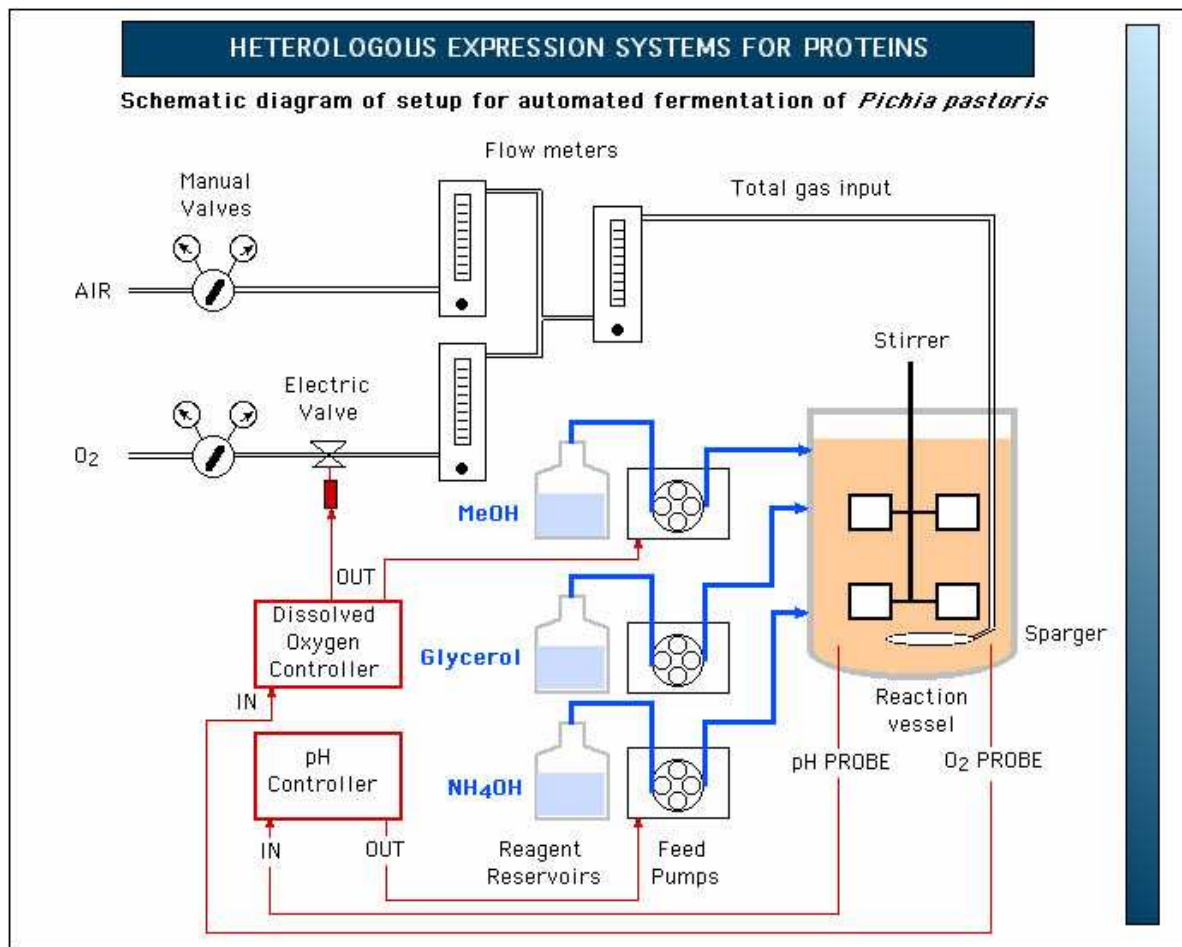 HETEROLOGOUS EXPRESSION SYSTEMS FOR PROTEINS
Schematic diagram of setup for automated fermentation of Pichia pastoris
Flow meters
Manual
Valves
Total gas input
AIR
Stirrer
Electric
Valve
O₂
MeOH
OUT
Dissolved
Oxygen
Controller
Glycerol
Sparger
IN
Reaction
vessel
pH
Controller
pH PROBE
O₂ PROBE
NH₄OH
IN
OUT
Reagent
Reservoirs
Feed
Pumps